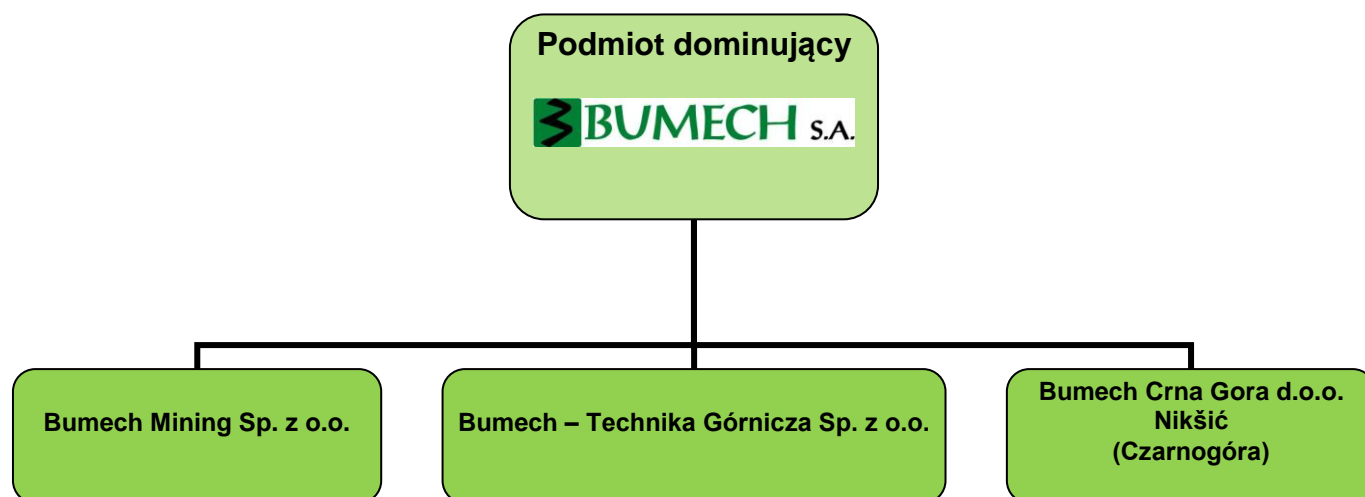 Podmiot dominujący
BUMECH S.A.
Bumech Mining Sp. z o.o.
Bumech – Technika Górnicza Sp. z o.o.
Bumech Crna Gora d.o.o.
Nikšić
(Czarnogóra)